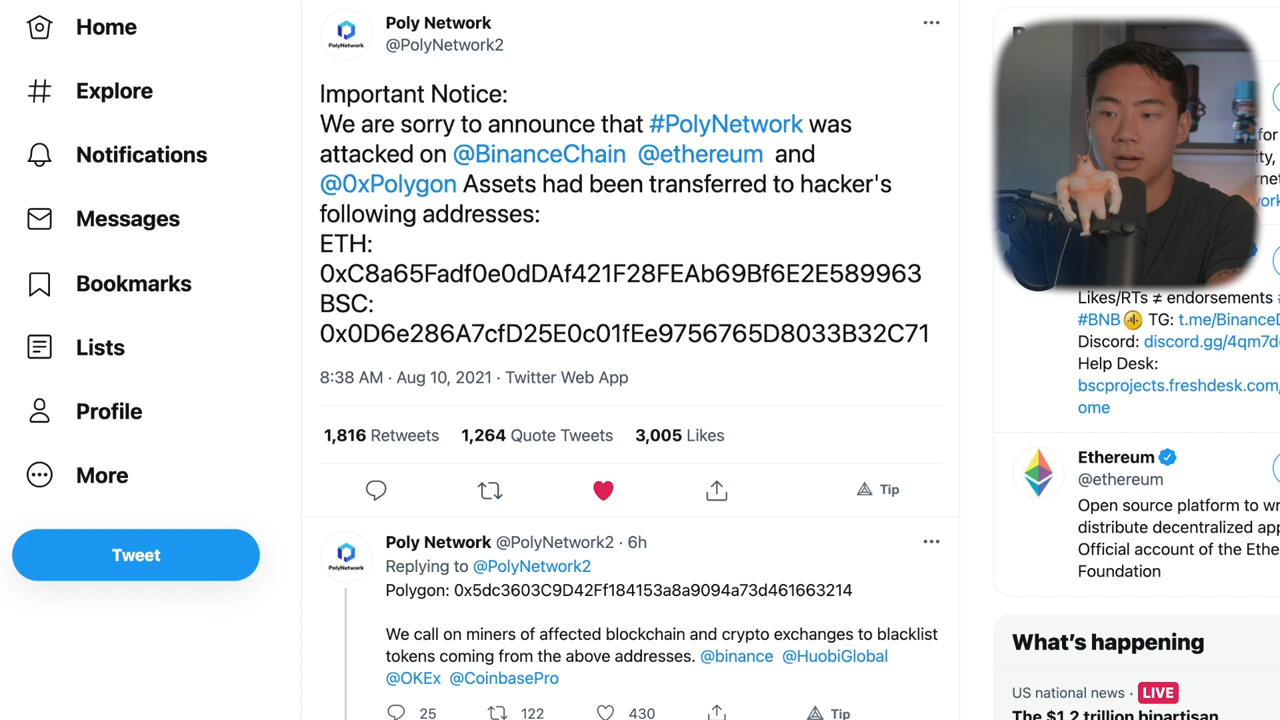 Home
Explore
Notifications
Messages
Bookmarks
Lists
Profile
More
Tweet
Poly Network
@PolyNetwork2
Important Notice:
We are sorry to announce that #PolyNetwork was
attacked on @BinanceChain @ethereum and
@0xPolygon Assets had been transferred to hacker's
following addresses:
ETH:
0xC8a65Fadf0e0dDAf421F28FEAb69Bf6E2E589963
BSC:
0x0D6e286A7cfD25E0c01fEe9756765D8033B32C71
8:38 AM · Aug 10, 2021 · Twitter Web App
1,816 Retweets 1,264 Quote Tweets 3,005 Likes
Tip
Poly Network @PolyNetwork2 · 6h
Replying to @PolyNetwork2
Polygon: 0x5dc3603C9D42Ff184153a8a9094a73d461663214
We call on miners of affected blockchain and crypto exchanges to blacklist
tokens coming from the above addresses. @binance @HuobiGlobal
@OKEx @CoinbasePro
25 122 430 Tip
PolyNetwork
PolyNetwork
for
Likes/RTs ≠ endorsements #
#BNB TG: t.me/BinanceD
Discord: discord.gg/4qm7d
Help Desk:
bscprojects.freshdesk.com/
ome
Ethereum
@ethereum
Open source platform to wr
distribute decentralized app
Official account of the Ethe
Foundation
What's happening
US national news · LIVE
The $1.2 trillion bipartisan